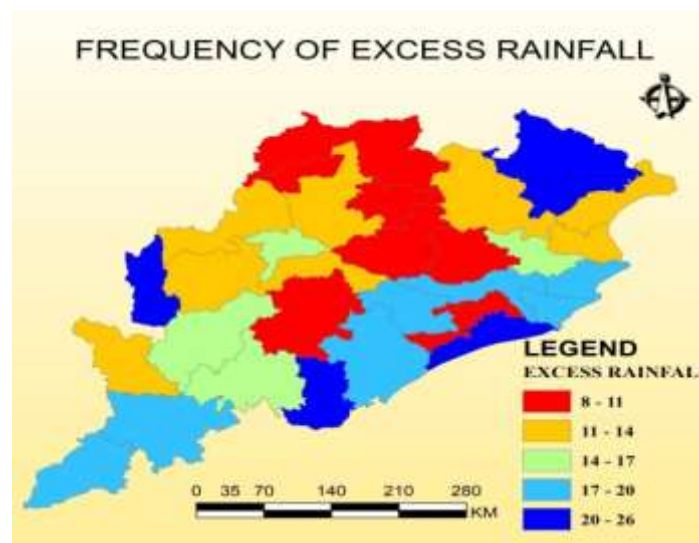 FREQUENCY OF EXCESS RAINFALL
LEGEND
EXCESS RAINFAL
8 - 11
11 - 14
14 - 17
17 - 20
20 - 26
0 35 70 140 210 280
KM